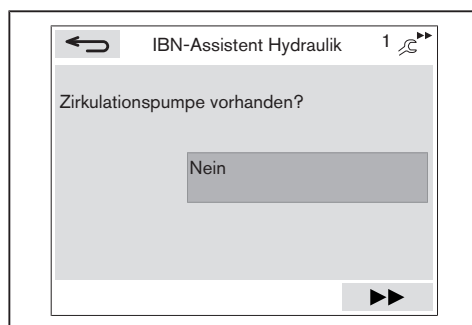 IBN-Assistent Hydraulik 1
Zirkulationspumpe vorhanden?
Nein